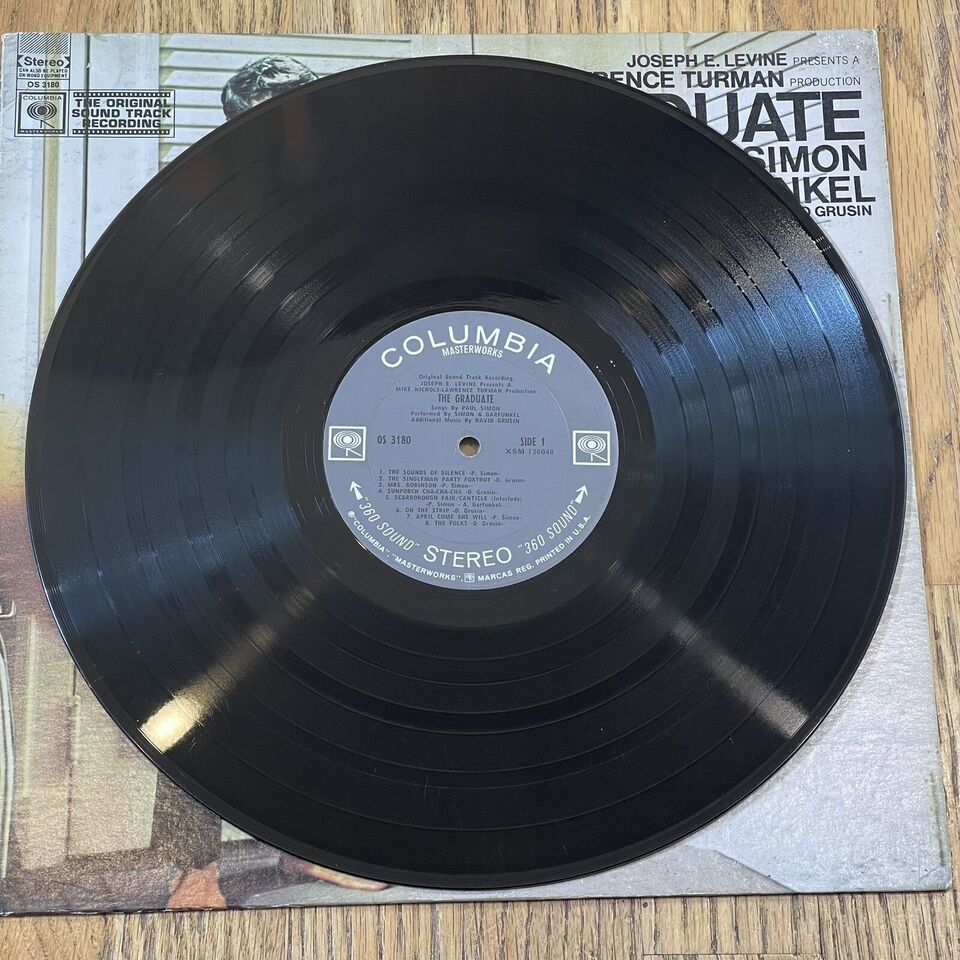 Stereo
CAN ALSO BE PLAYED
ON MONO EQUIPMENT
OS 3180
COLUMBIA
MASTERWORKS
THE ORIGINAL
SOUND TRACK
RECORDING
JOSEPH E. LEVINE PRESENTS A
RENCE TURMAN PRODUCTION
UATE
SIMON
NKEL
D GRUSIN
COLUMBIA
MASTERWORKS
Original Sound Track Recording
JOSEPH E. LEVINE Presents A
MIKE NICHOLS-LAWRENCE TURMAN Production
THE GRADUATE
Songs By PAUL SIMON
Performed By SIMON & GARFUNKEL
Additional Music By DAVID GRUSIN
OS 3180
SIDE 1
XSM 136048
1. THE SOUNDS OF SILENCE -P. Simon-
2. THE SINGLEMAN PARTY FOXTROT -D. Grusin-
3. MRS. ROBINSON -P. Simon-
4. SUNPORCH CHA-CHA-CHA -D. Grusin-
5. SCARBOROUGH FAIR/CANTICLE (Interlude)
-P. Simon - A. Garfunkel-
6. ON THE STRIP -D. Grusin-
7. APRIL COME SHE WILL -P. Simon-
8. THE FOLKS -D. Grusin-
"360 SOUND" STEREO "360 SOUND"
® "COLUMBIA", "MASTERWORKS", MARCAS REG. PRINTED IN U.S.A.